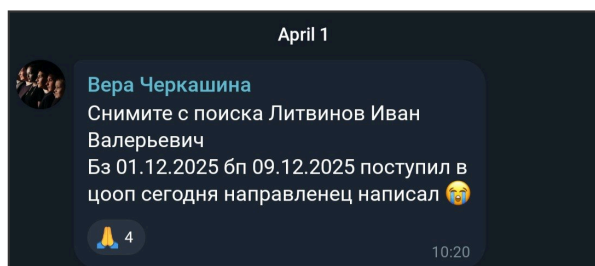 April 1
Вера Черкашина
Снимите с поиска Литвинов Иван
Валерьевич
Бз 01.12.2025 бп 09.12.2025 поступил в
цооп сегодня направленец написал 😭
🙏 4
10:20